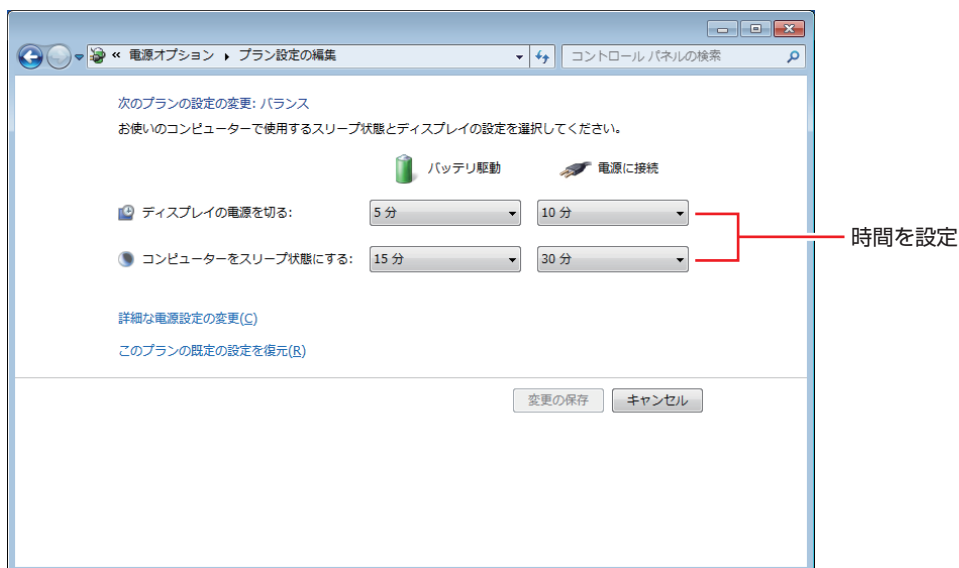 « 電源オプション ▸ プラン設定の編集
コントロール パネルの検索
次のプランの設定の変更: バランス
お使いのコンピューターで使用するスリープ状態とディスプレイの設定を選択してください。
バッテリ駆動 電源に接続
ディスプレイの電源を切る: 5 分 10 分
時間を設定
コンピューターをスリープ状態にする: 15 分 30 分
詳細な電源設定の変更(C)
このプランの既定の設定を復元(R)
変更の保存 キャンセル